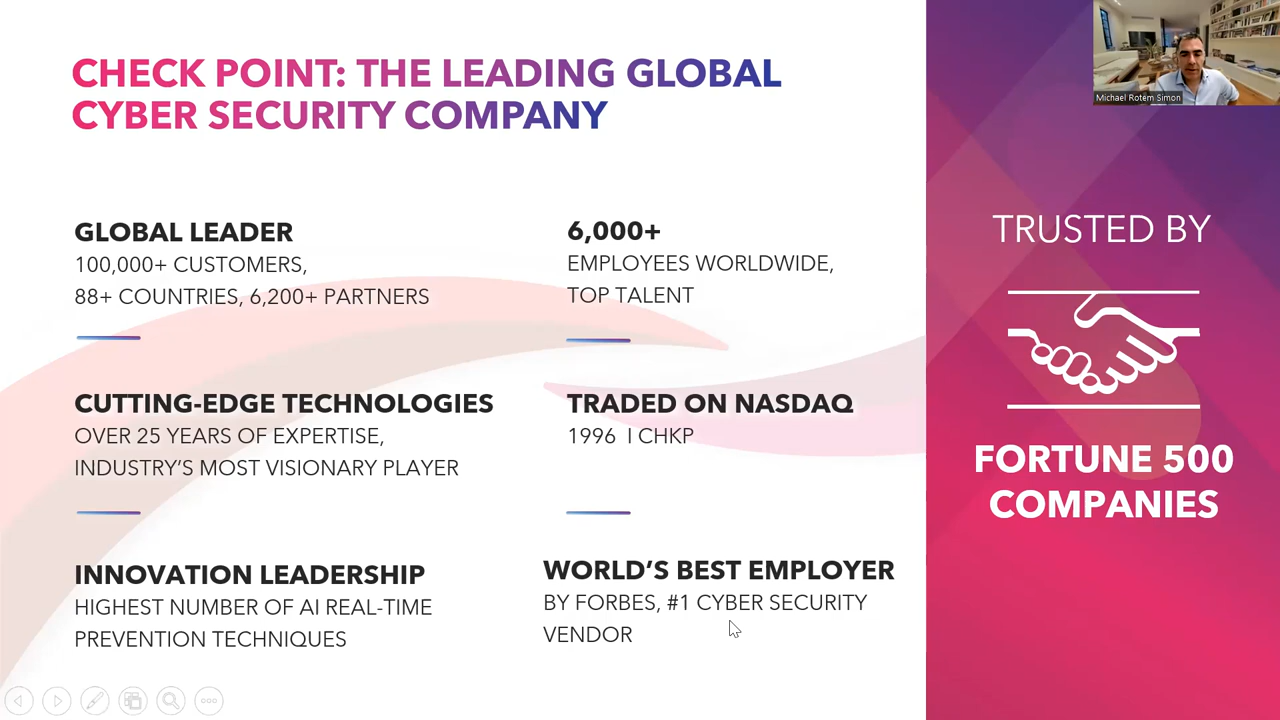 CHECK POINT: THE LEADING GLOBAL
CYBER SECURITY COMPANY
GLOBAL LEADER
100,000+ CUSTOMERS,
88+ COUNTRIES, 6,200+ PARTNERS
6,000+
EMPLOYEES WORLDWIDE,
TOP TALENT
CUTTING-EDGE TECHNOLOGIES
OVER 25 YEARS OF EXPERTISE,
INDUSTRY'S MOST VISIONARY PLAYER
TRADED ON NASDAQ
1996 I CHKP
INNOVATION LEADERSHIP
HIGHEST NUMBER OF AI REAL-TIME
PREVENTION TECHNIQUES
WORLD'S BEST EMPLOYER
BY FORBES, #1 CYBER SECURITY
VENDOR
Michael Rotem Simon
TRUSTED BY
FORTUNE 500
COMPANIES